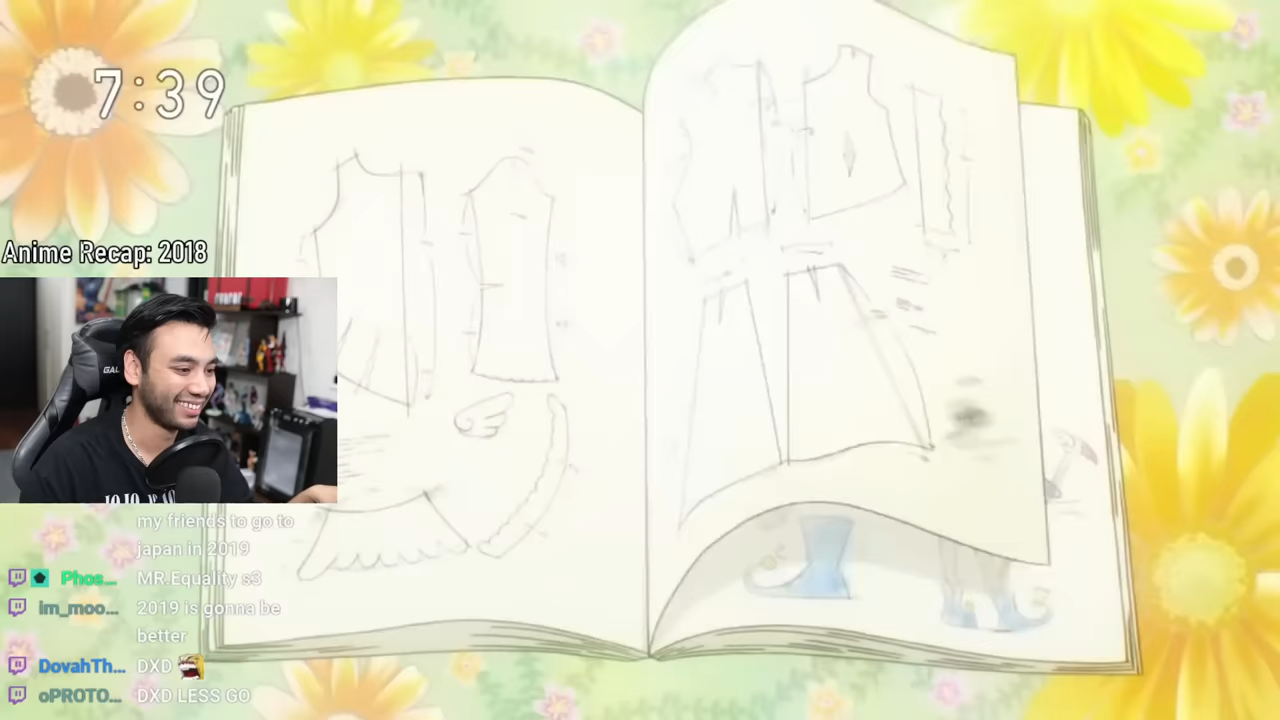 7:39
Anime Recap: 2018
GA
my friends to go to
japan in 2019
Phos... MR.Equality s3
Im_moo... 2019 is gonna be
better
DovahTh... DXD
oPROTO... DXD LESS GO